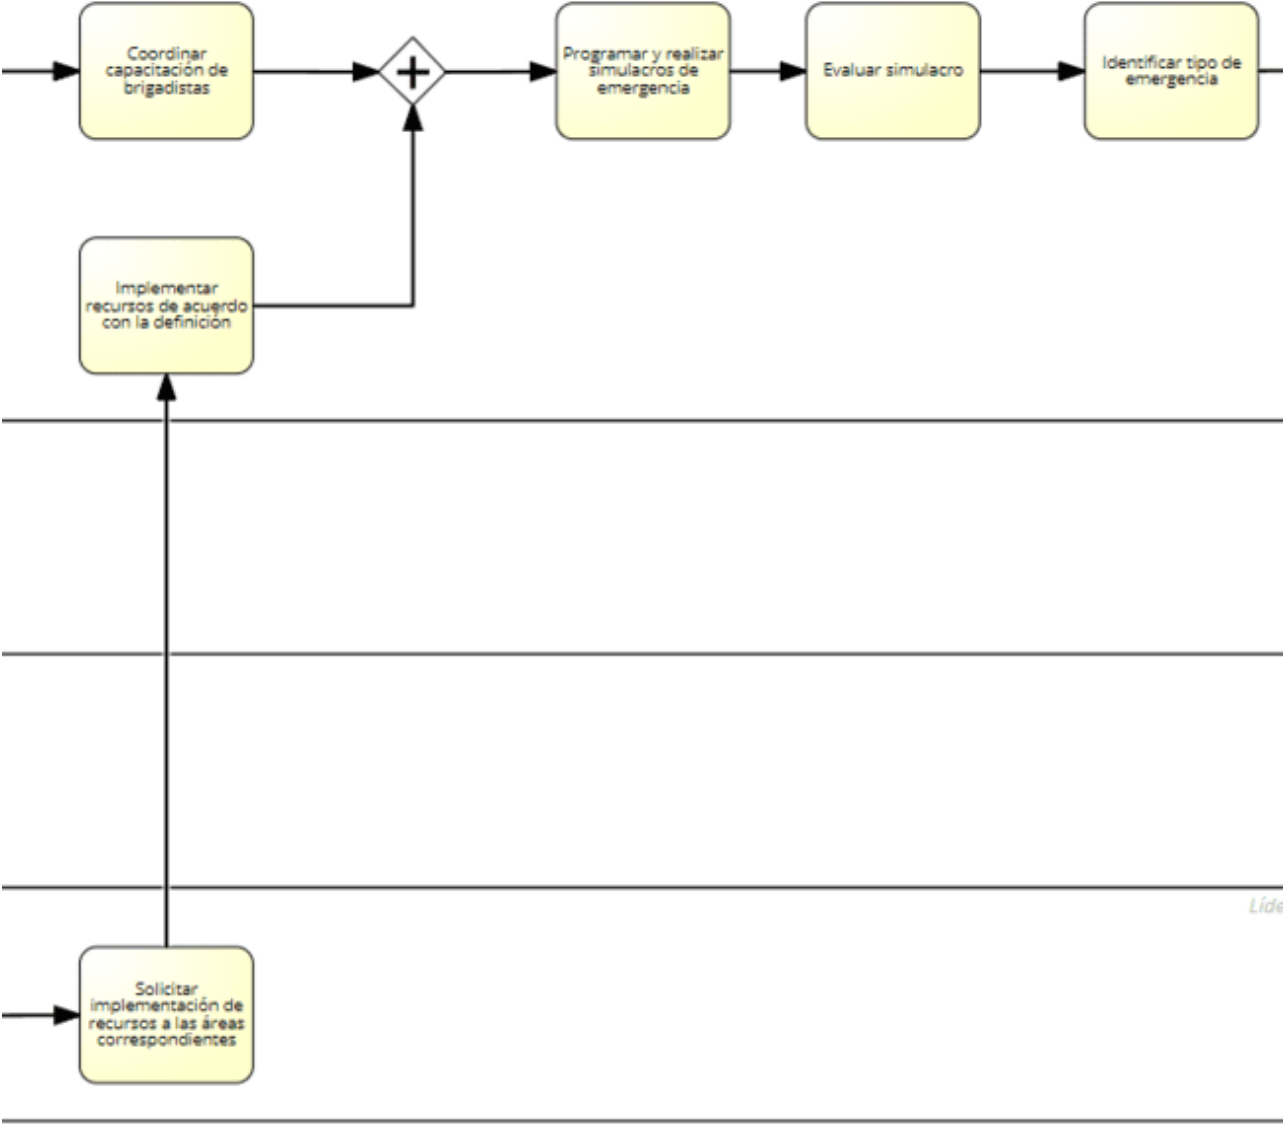 Coordinar
capacitación de
brigadistas
Programar y realizar
simulacros de
emergencia
Evaluar simulacro
Identificar tipo de
emergencia
Implementar
recursos de acuerdo
con la definición
Líde
Solicitar
implementación de
recursos a las áreas
correspondientes